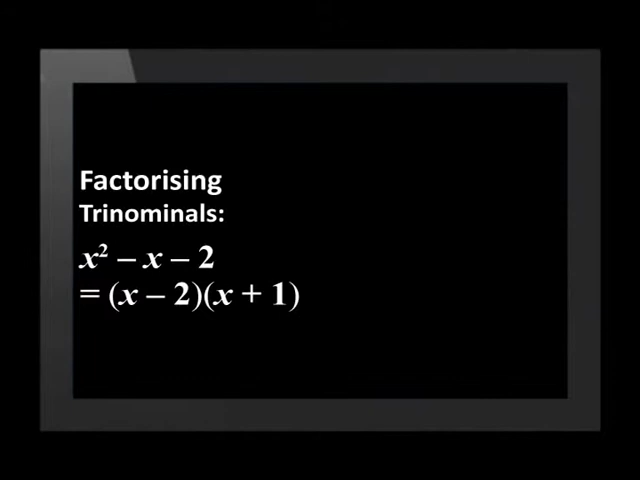 Factorising
Trinominals:
x² – x – 2
= (x – 2)(x + 1)